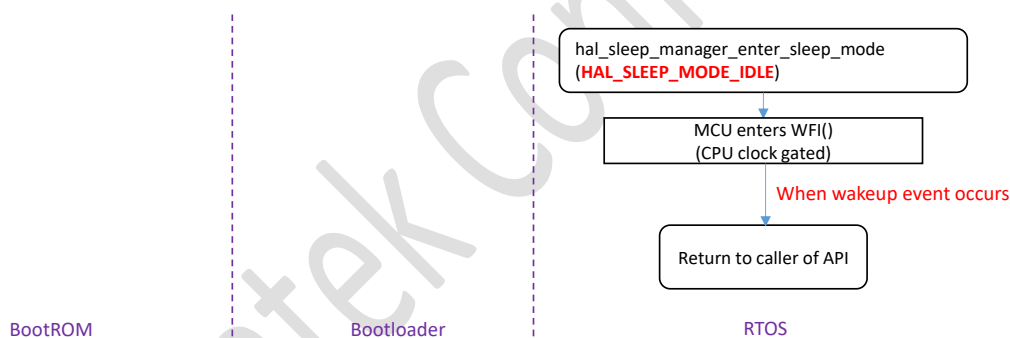 hal_sleep_manager_enter_sleep_mode
(HAL_SLEEP_MODE_IDLE)
MCU enters WFI()
(CPU clock gated)
When wakeup event occurs
Return to caller of API
BootROM
Bootloader
RTOS